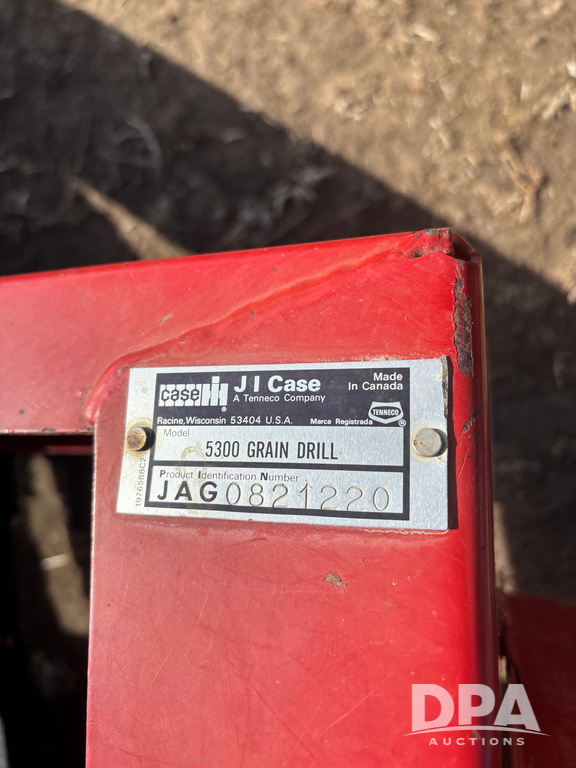 case IH
J I Case
A Tenneco Company
Made
In Canada
TENNECO
®
Racine, Wisconsin 53404 U.S.A.
Marca Registrada
Model
5300 GRAIN DRILL
Product Identification Number
JAG0821220
1976588C2
DPA
AUCTIONS